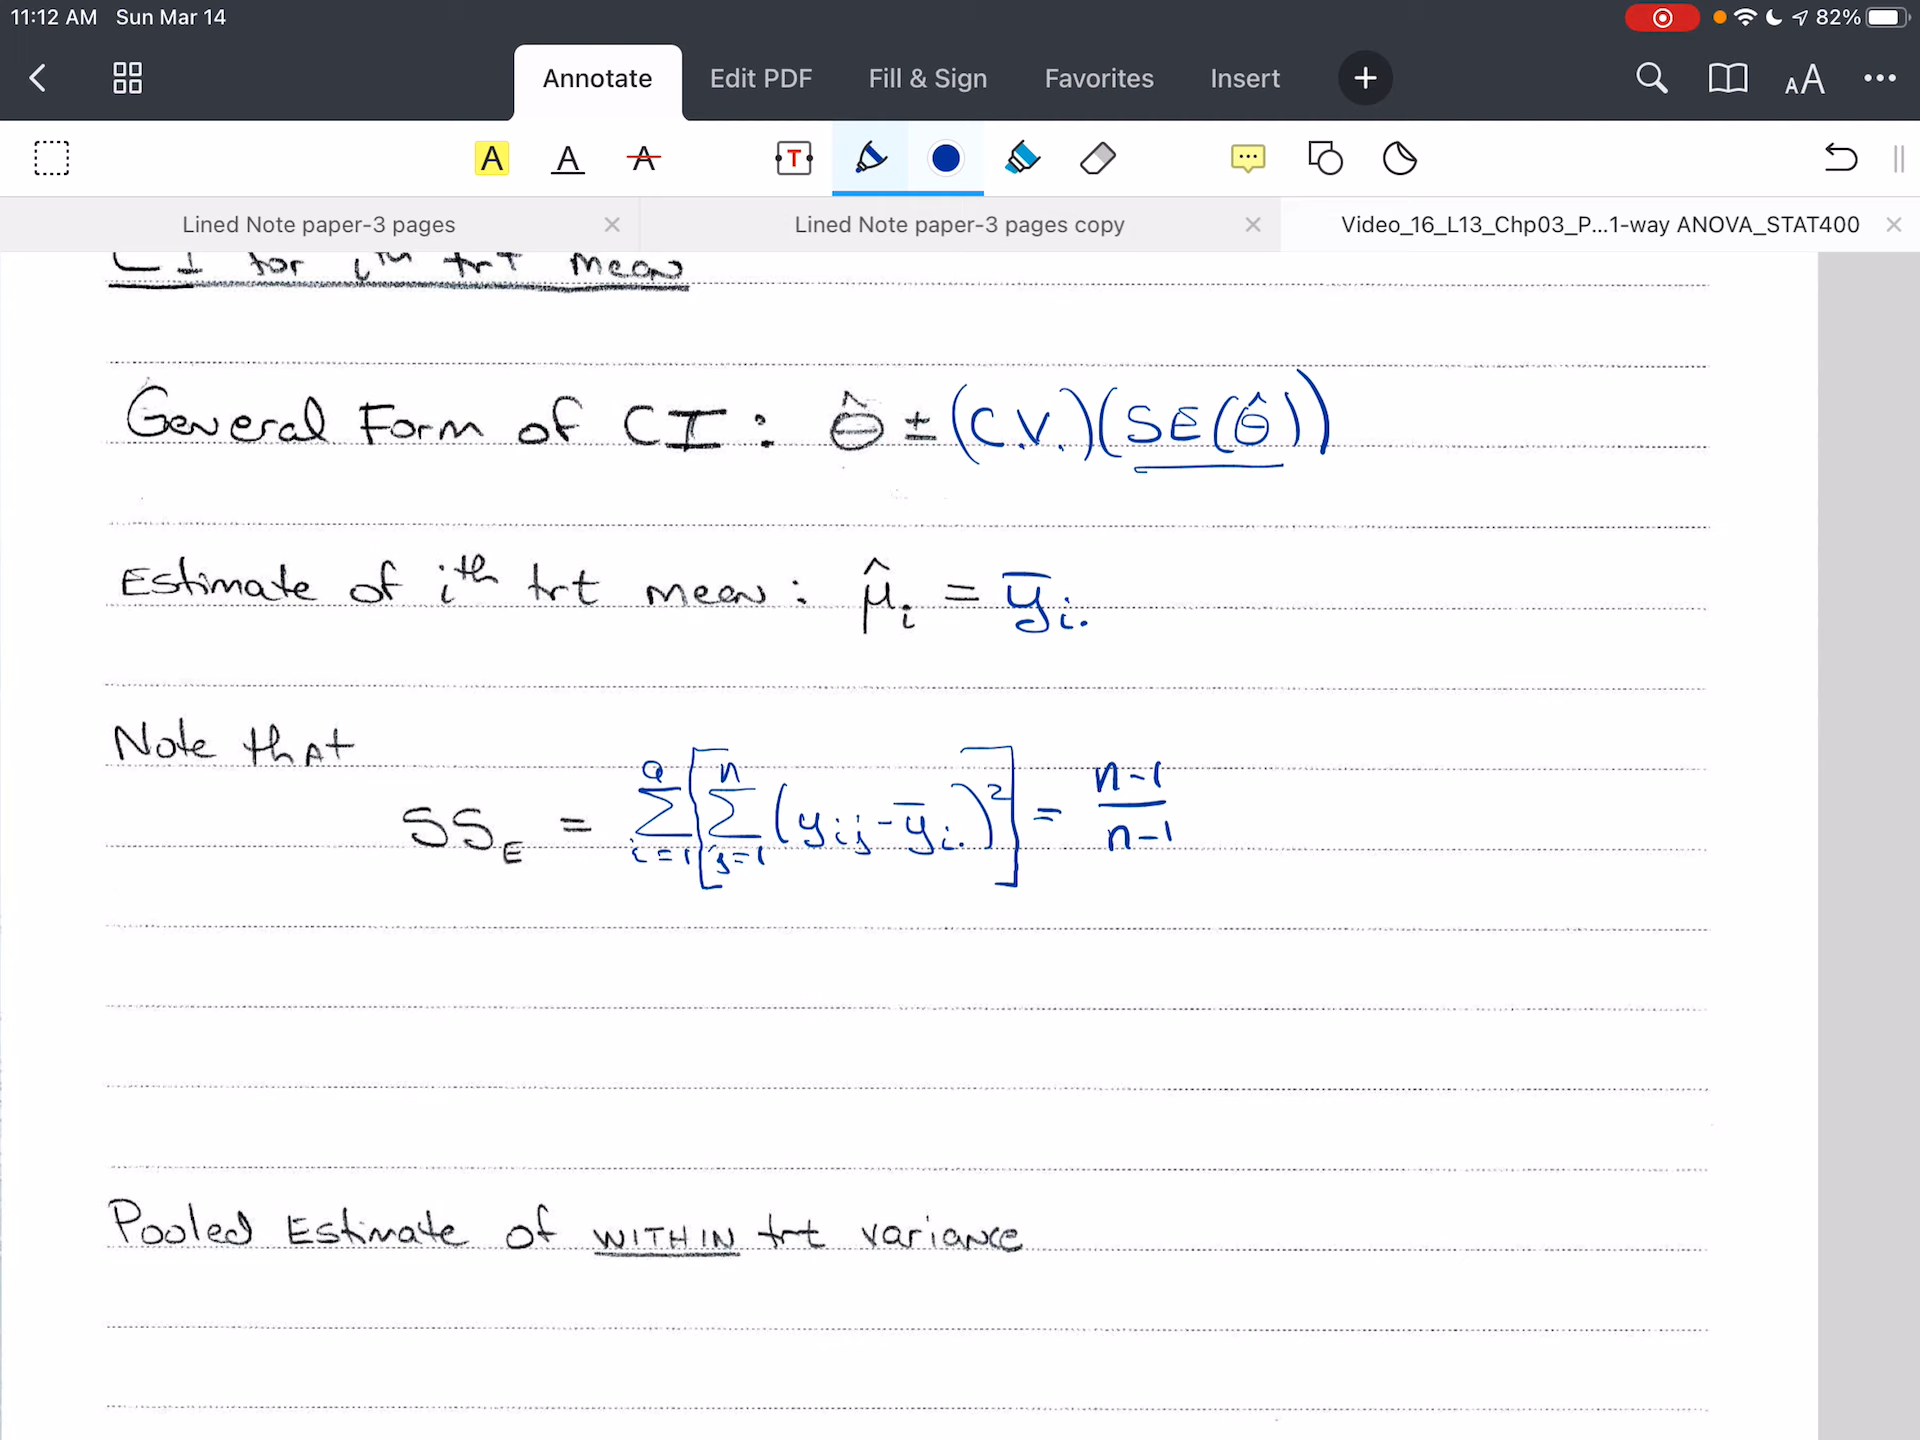 11:12 AM Sun Mar 14 82%
Annotate Edit PDF Fill & Sign Favorites Insert
Lined Note paper-3 pages Lined Note paper-3 pages copy Video_16_L13_Chp03_P...1-way ANOVA_STAT400
CI for iᵗʰ trt mean
General Form of CI : θ̂ ± (C.V.)(SE(θ̂))
Estimate of iᵗʰ trt mean : μ̂ᵢ = ȳᵢ.
Note that
SS_E = Σ_{i=1}^{a} [Σ_{j=1}^{n} (y_{ij} - ȳ_{i.})²] = (n-1)/(n-1)
Pooled Estimate of WITHIN trt variance